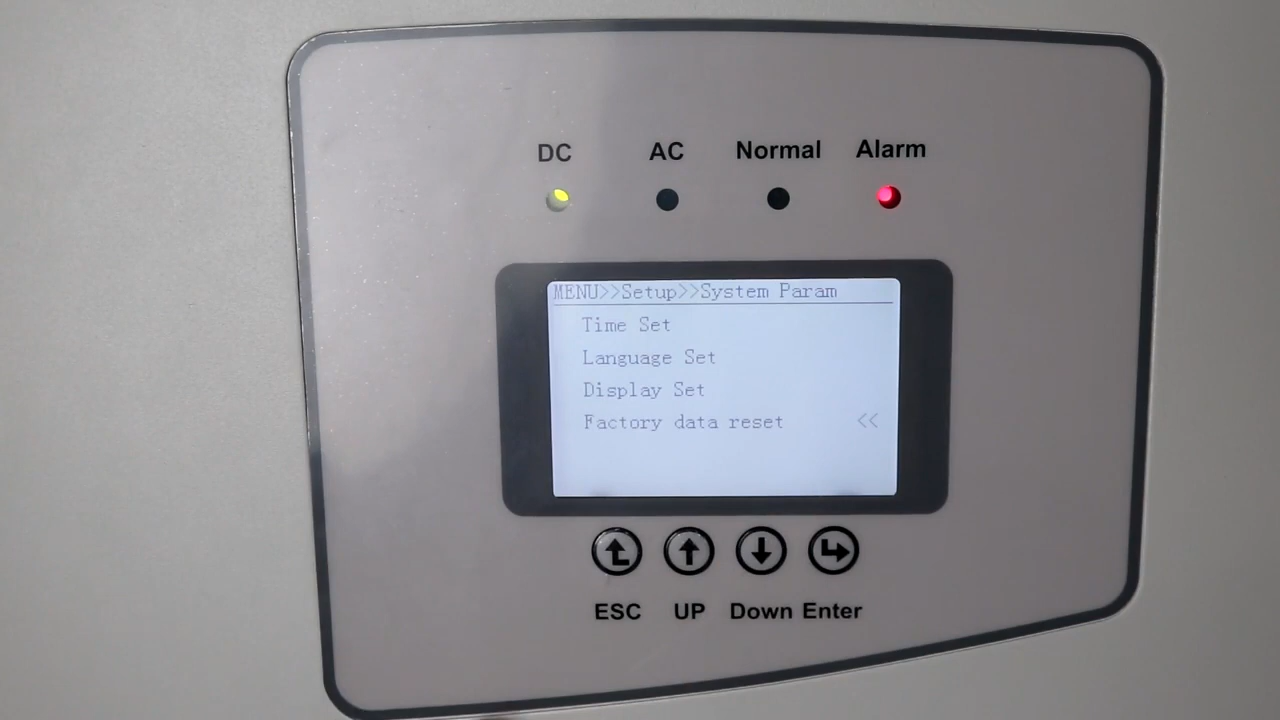 DC AC Normal Alarm
MENU>>Setup>>System Param
Time Set
Language Set
Display Set
Factory data reset <<
ESC UP Down Enter